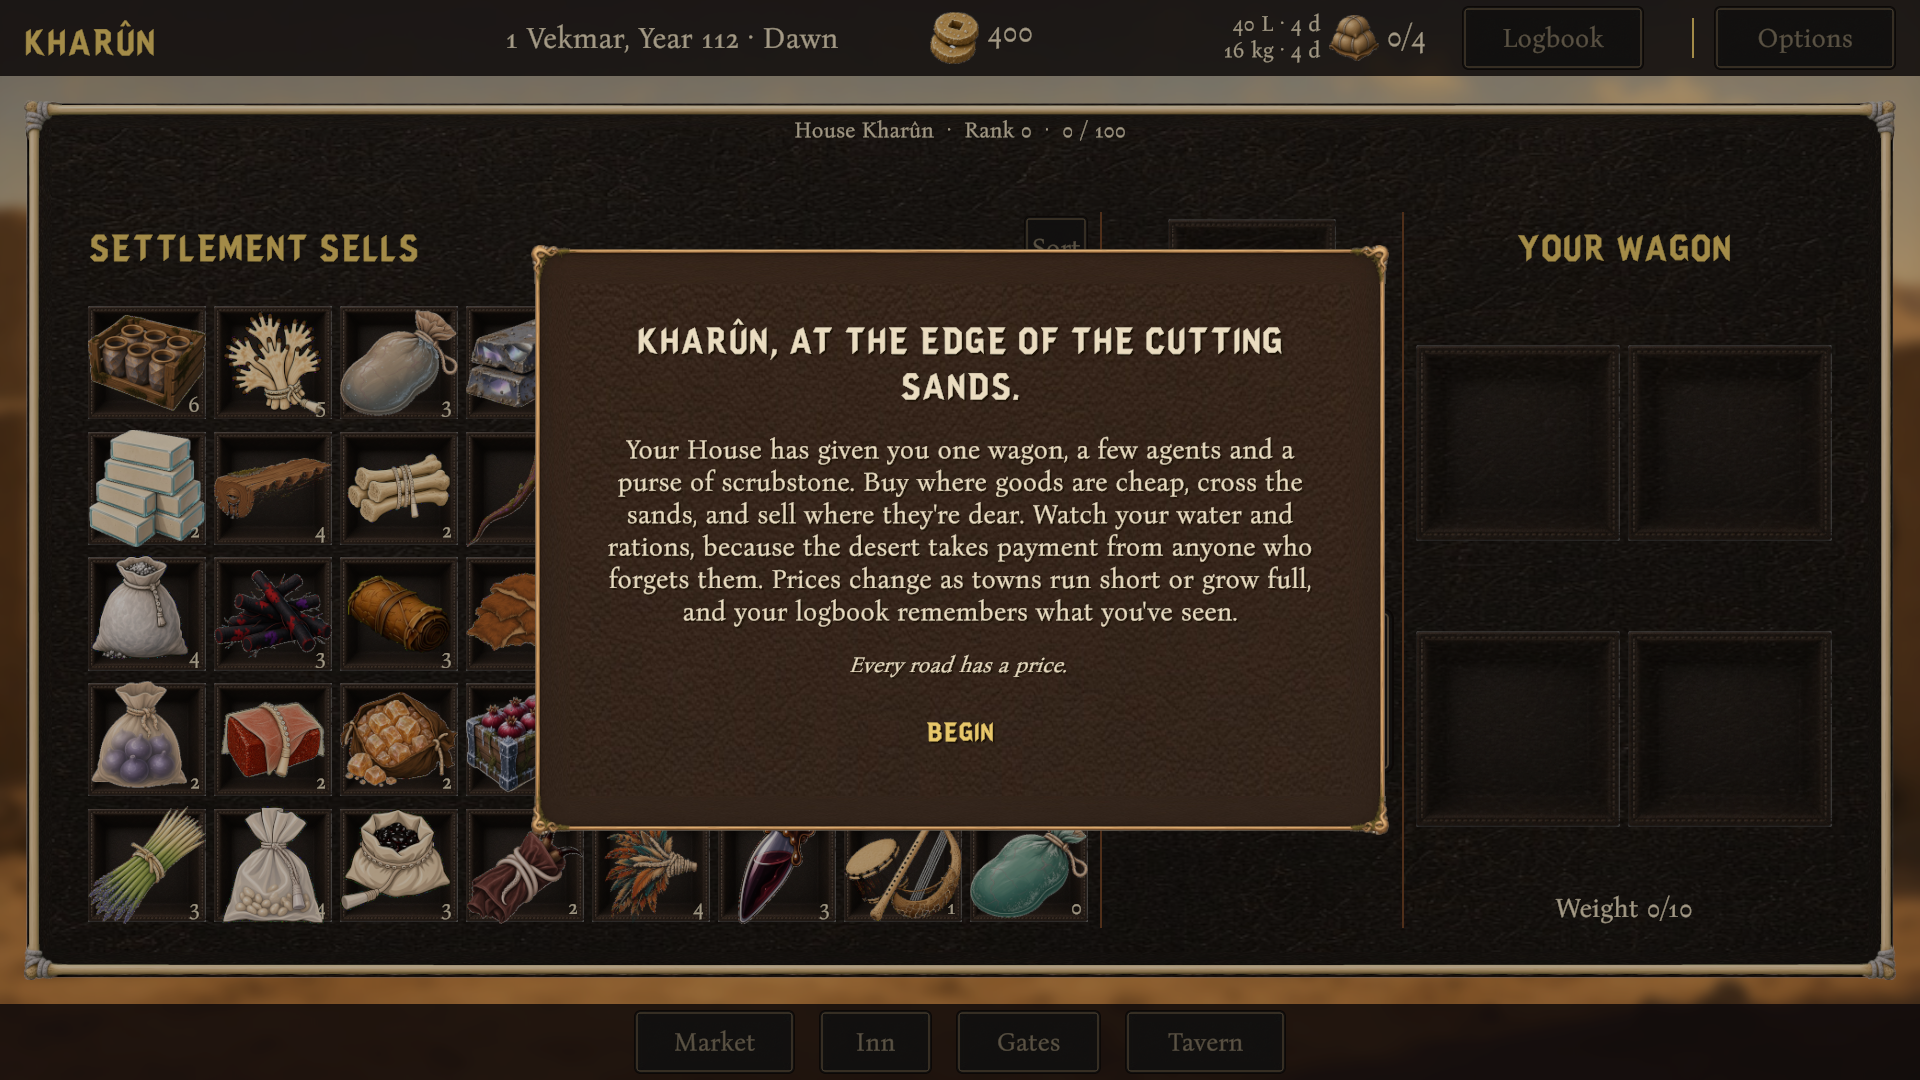 KHARÛN
1 Vekmar, Year 112 · Dawn
400
40 L · 4 d
16 kg · 4 d
0/4
Logbook
Options
House Kharûn · Rank 0 · 0 / 100
SETTLEMENT SELLS
Sort
YOUR WAGON
6
5
3
2
4
2
4
3
3
2
2
2
3
4
3
2
4
3
1
0
KHARÛN, AT THE EDGE OF THE CUTTING
SANDS.
Your House has given you one wagon, a few agents and a
purse of scrubstone. Buy where goods are cheap, cross the
sands, and sell where they're dear. Watch your water and
rations, because the desert takes payment from anyone who
forgets them. Prices change as towns run short or grow full,
and your logbook remembers what you've seen.
Every road has a price.
BEGIN
Weight 0/10
Market
Inn
Gates
Tavern